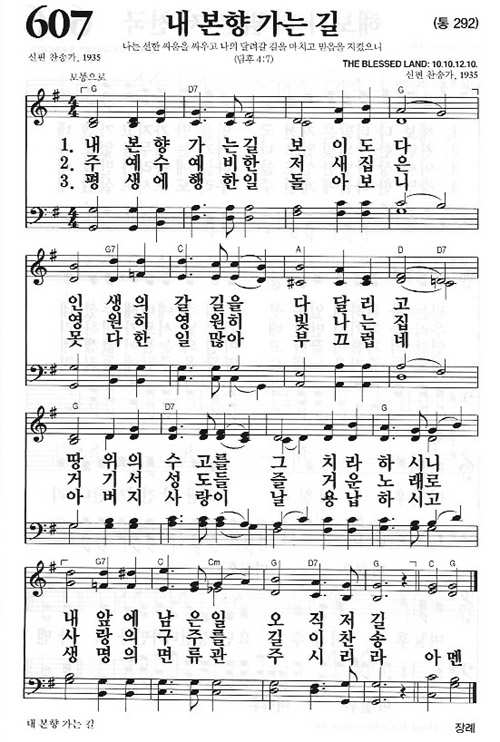 607 내 본향 가는 길 (통 292)
나는 선한 싸움을 싸우고 나의 달려갈 길을 마치고 믿음을 지켰으니
(딤후 4:7)
신편 찬송가, 1935
THE BLESSED LAND: 10.10.12.10.
신편 찬송가, 1935
보통으로
G D7 G C G
1. 내 본 향 가 는 길 보 이 도 다
2. 주 예 수 예 비 한 저 새 집 은
3. 평 생 에 행 한 일 돌 아 보 니
G7 C G A D D7
인 생 의 갈 길을 다 달 리 고
영 원 히 영 원히 빛 나 는 집
못 다 한 일 많아 부 끄 럽 네
G D7 G C G
땅 위 의 수 고를 그 치 라 하 시니
거 기 서 성 도들 즐 거 운 노 래로
아 버 지 사 랑이 날 용 납 하 시고
G7 C Cm G D7 G C G
내 앞 에 남 은 일 오 직 저 길
사 랑 의 구 주 를 길 이 찬 송
생 명 의 면 류 관 주 시 리 라 아 멘
내 본향 가는 길
장례